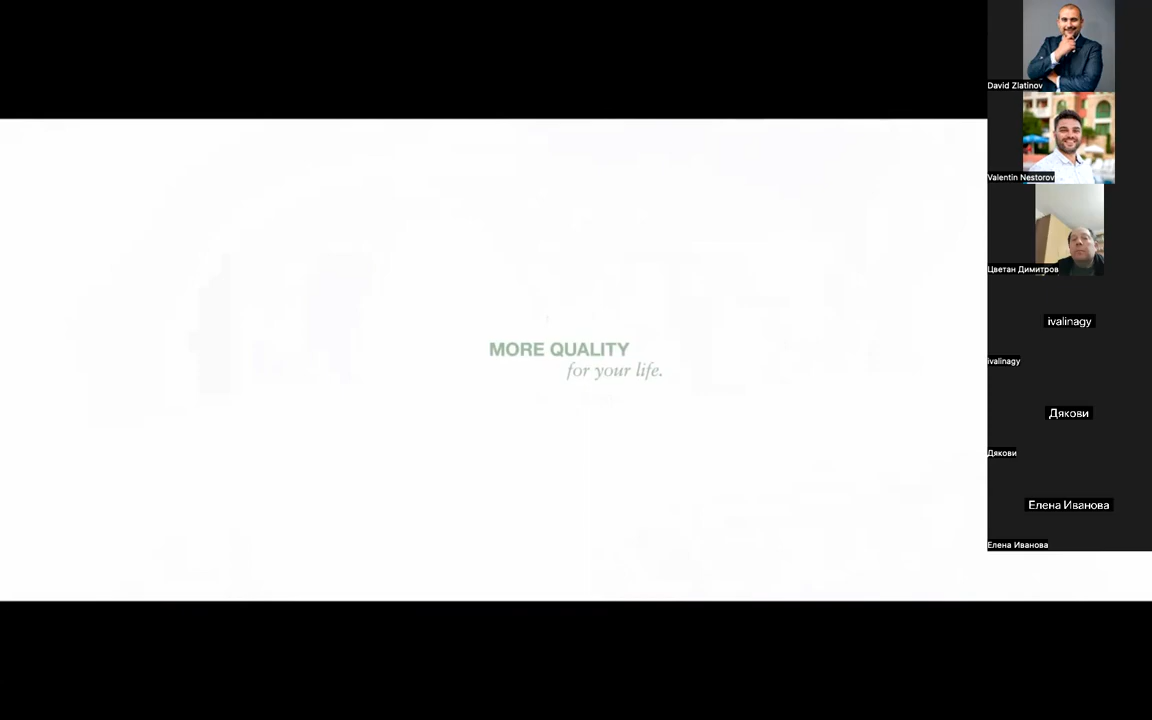 MORE QUALITY
for your life.
David Zlatinov
Valentin Nestorov
Цветан Димитров
ivalinagy
ivalinagy
Дякови
Дякови
Елена Иванова
Елена Иванова